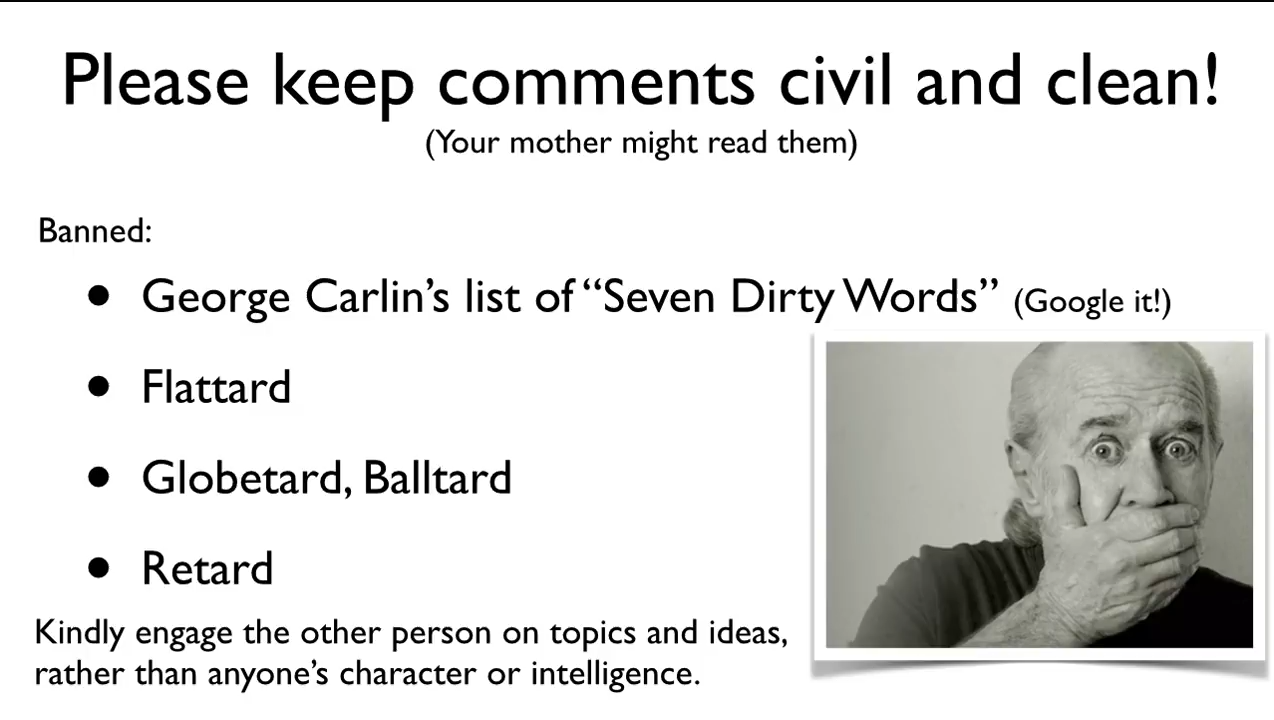 Please keep comments civil and clean!
(Your mother might read them)
Banned:
• George Carlin’s list of “Seven Dirty Words” (Google it!)
• Flattard
• Globetard, Balltard
• Retard
Kindly engage the other person on topics and ideas,
rather than anyone’s character or intelligence.